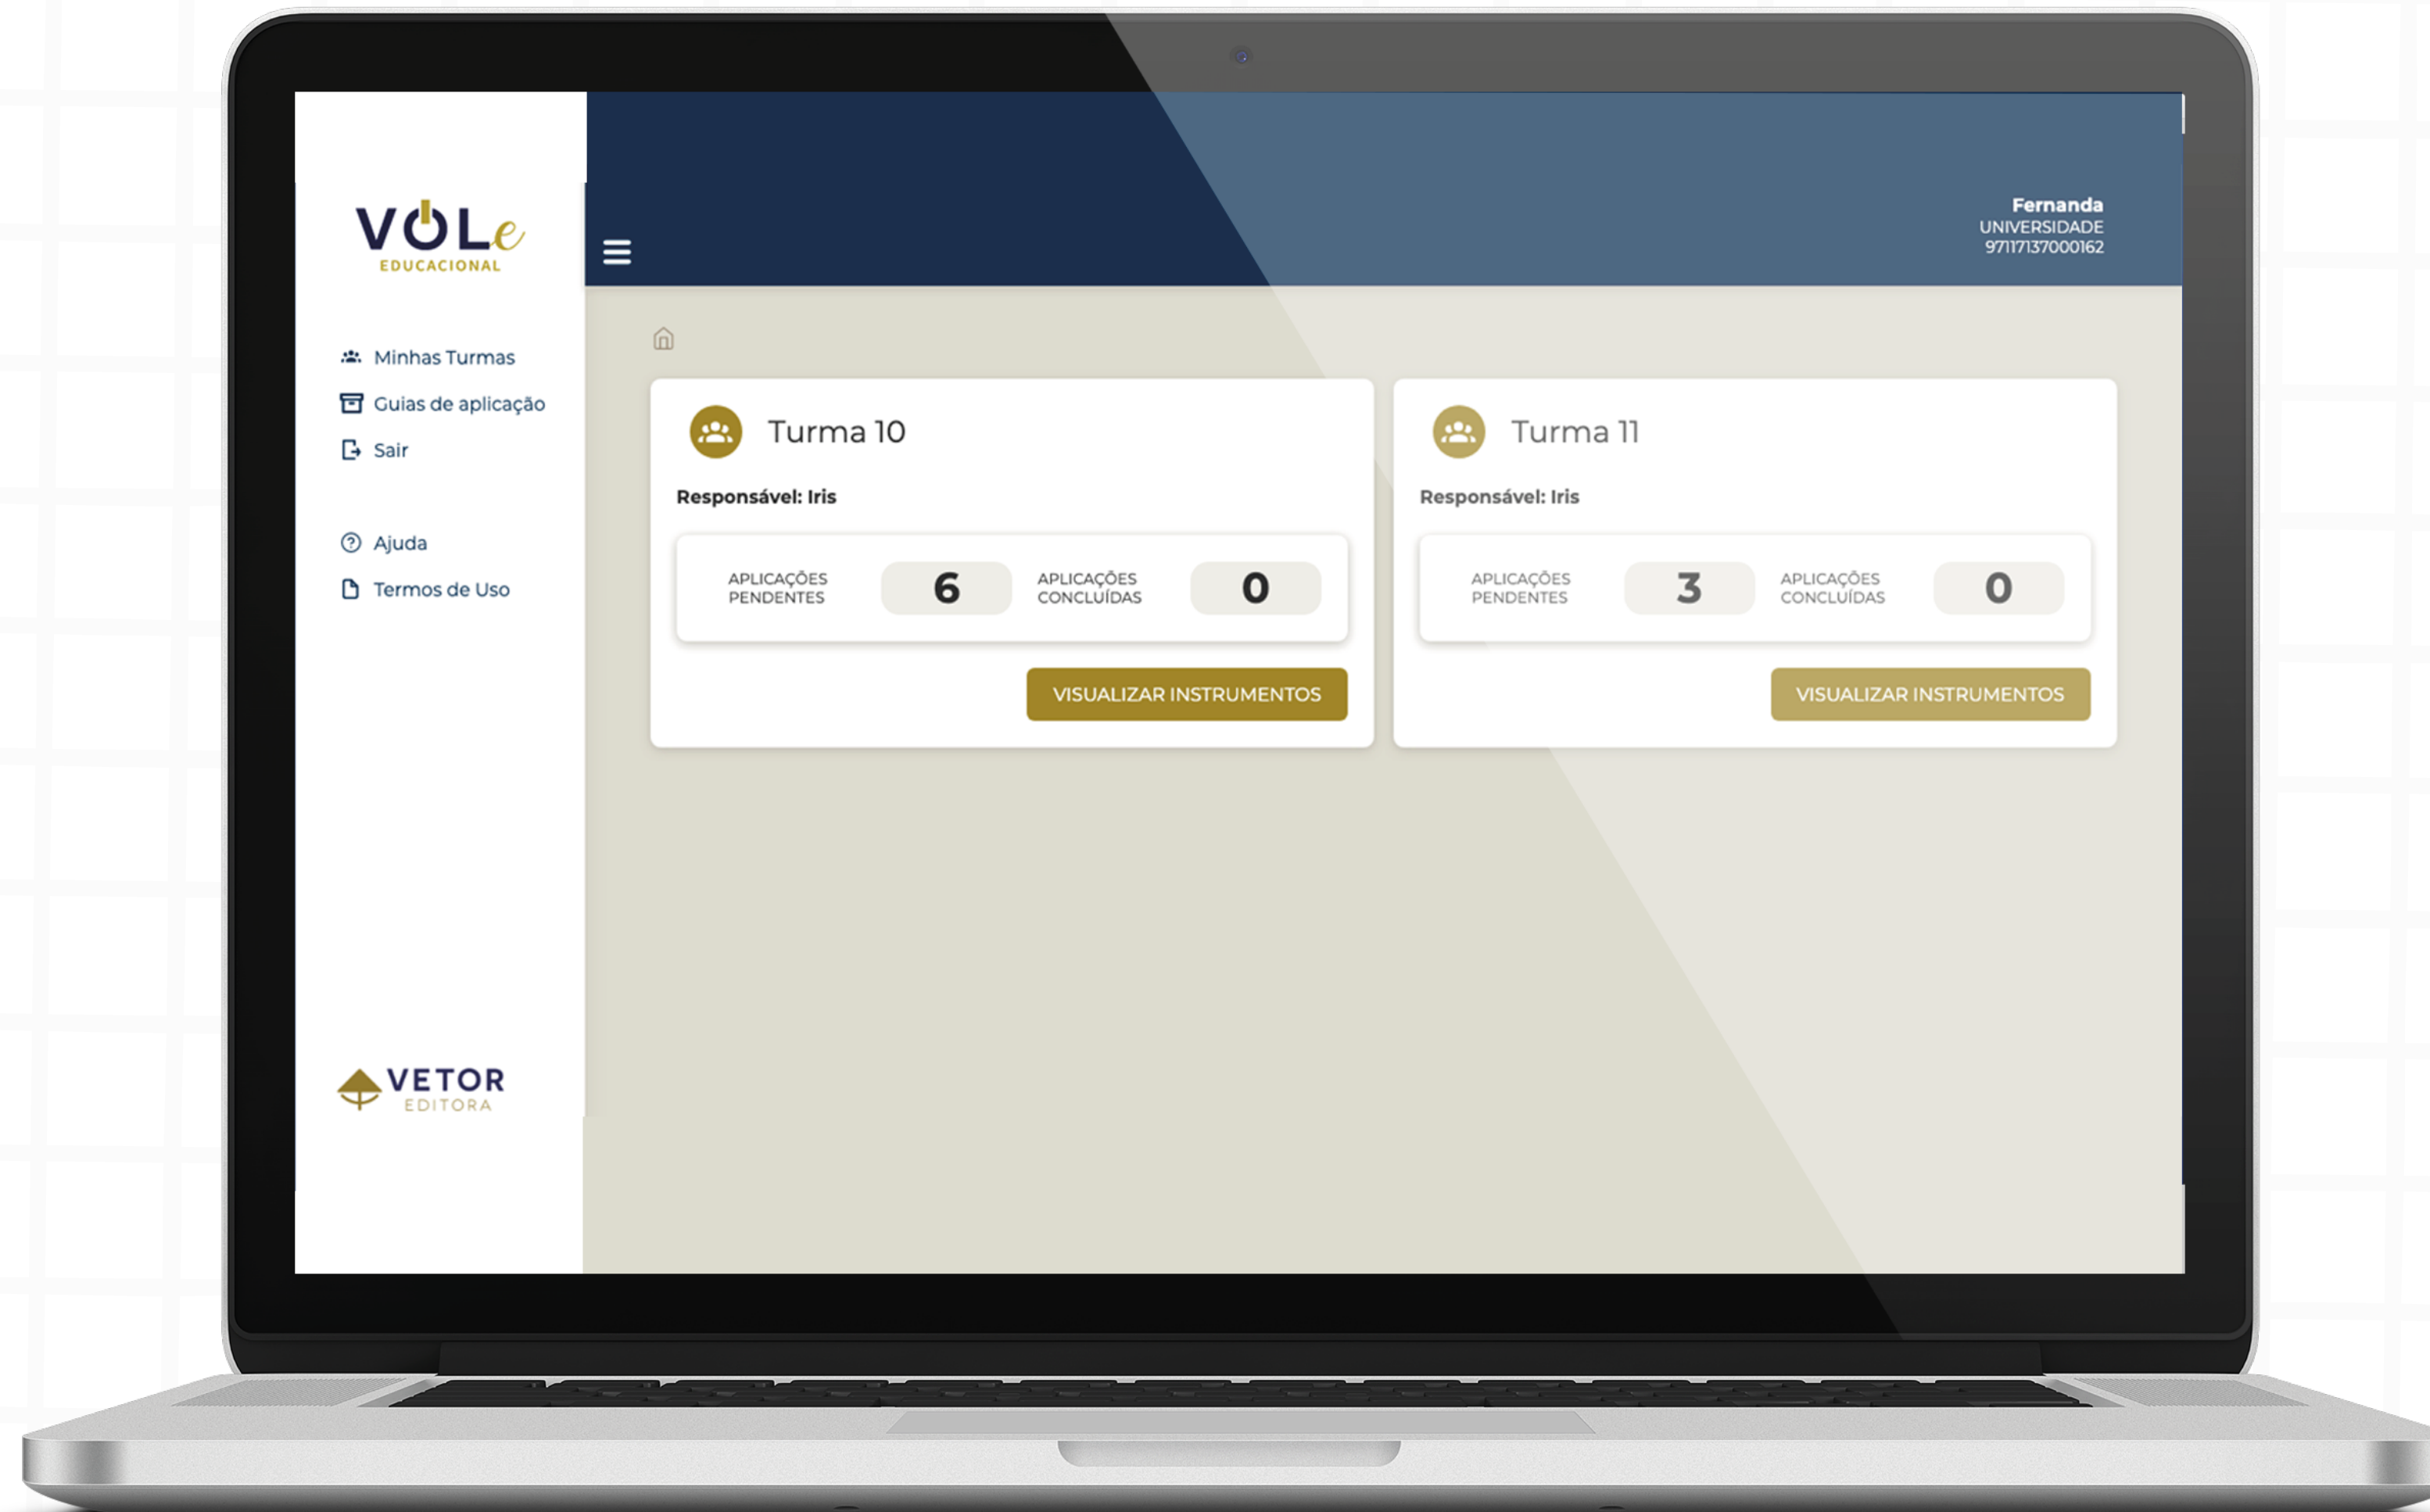 VOLe
EDUCACIONAL
Minhas Turmas
Guias de aplicação
Sair
Ajuda
Termos de Uso
VETOR
EDITORA
Fernanda
UNIVERSIDADE
97117137000162
Turma 10
Responsável: Iris
APLICAÇÕES
PENDENTES
6
APLICAÇÕES
CONCLUÍDAS
0
VISUALIZAR INSTRUMENTOS
Turma 11
Responsável: Iris
APLICAÇÕES
PENDENTES
3
APLICAÇÕES
CONCLUÍDAS
0
VISUALIZAR INSTRUMENTOS